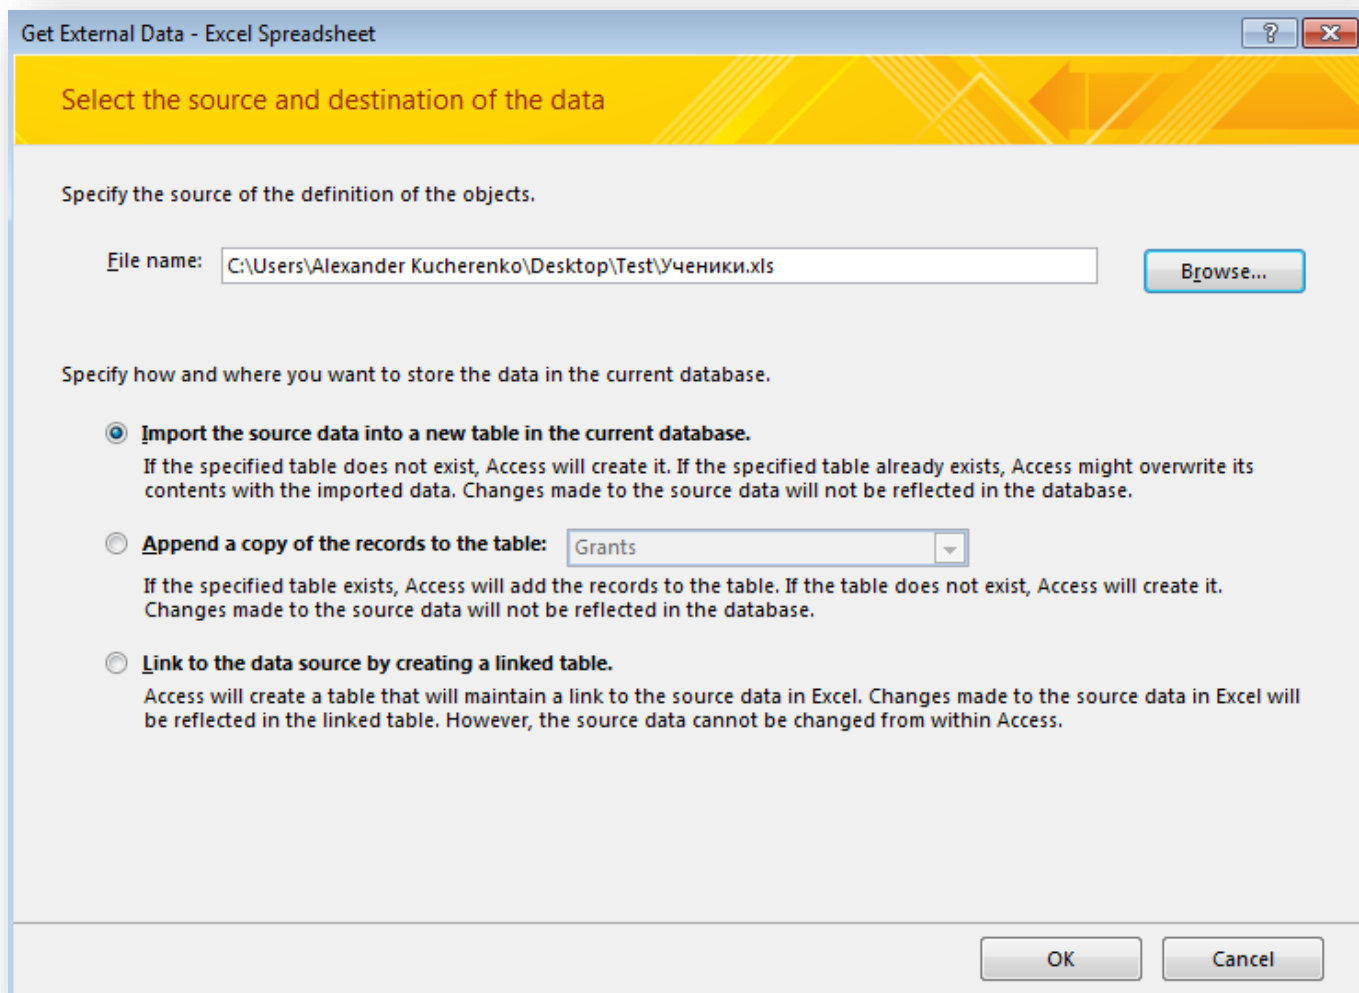 Get External Data - Excel Spreadsheet
?
Select the source and destination of the data
Specify the source of the definition of the objects.
File name: C:\Users\Alexander Kucherenko\Desktop\Test\Ученики.xls Browse...
Specify how and where you want to store the data in the current database.
Import the source data into a new table in the current database.
If the specified table does not exist, Access will create it. If the specified table already exists, Access might overwrite its
contents with the imported data. Changes made to the source data will not be reflected in the database.
Append a copy of the records to the table: Grants
If the specified table exists, Access will add the records to the table. If the table does not exist, Access will create it.
Changes made to the source data will not be reflected in the database.
Link to the data source by creating a linked table.
Access will create a table that will maintain a link to the source data in Excel. Changes made to the source data in Excel will
be reflected in the linked table. However, the source data cannot be changed from within Access.
OK Cancel